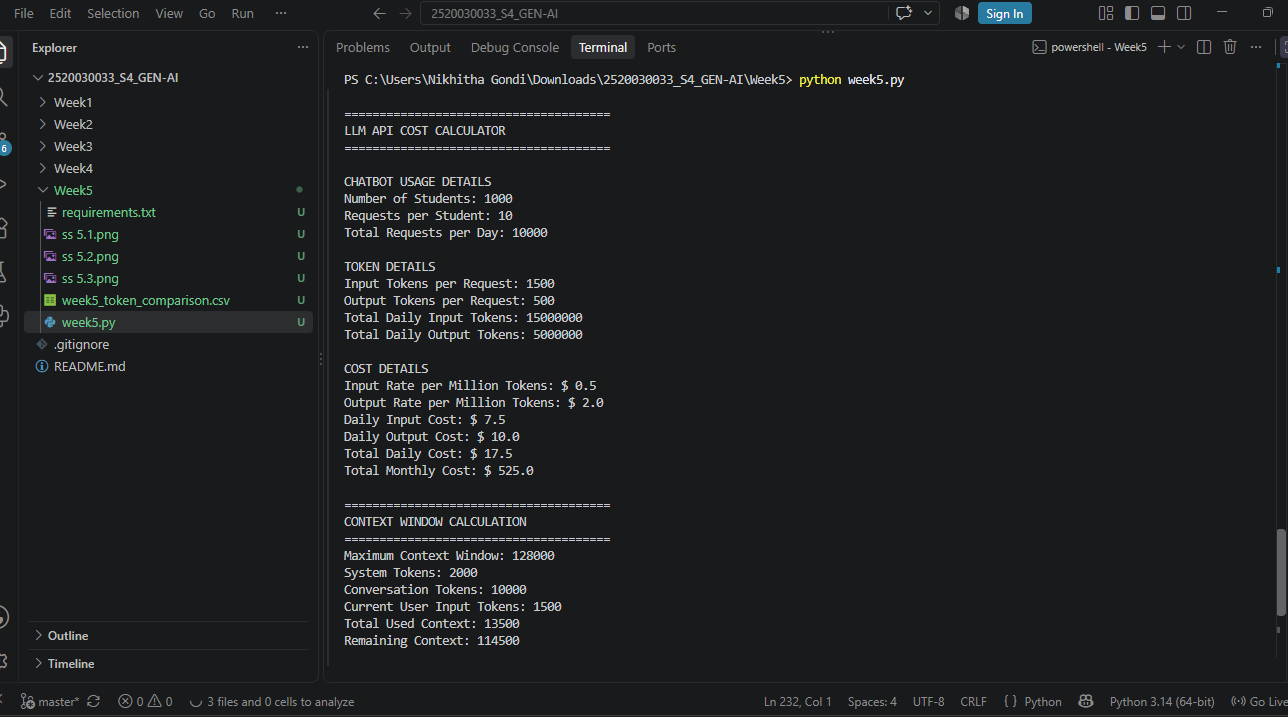 File Edit Selection View Go Run ··· 2520030033_S4_GEN-AI Sign In
Explorer ···
2520030033_S4_GEN-AI
Week1
Week2
Week3
Week4
Week5
requirements.txt U
ss 5.1.png U
ss 5.2.png U
ss 5.3.png U
week5_token_comparison.csv U
week5.py U
.gitignore
README.md
Outline
Timeline
6
Problems Output Debug Console Terminal Ports powershell - Week5 ···
PS C:\Users\Nikhitha Gondi\Downloads\2520030033_S4_GEN-AI\Week5> python week5.py
======================================
LLM API COST CALCULATOR
======================================
CHATBOT USAGE DETAILS
Number of Students: 1000
Requests per Student: 10
Total Requests per Day: 10000
TOKEN DETAILS
Input Tokens per Request: 1500
Output Tokens per Request: 500
Total Daily Input Tokens: 15000000
Total Daily Output Tokens: 5000000
COST DETAILS
Input Rate per Million Tokens: $ 0.5
Output Rate per Million Tokens: $ 2.0
Daily Input Cost: $ 7.5
Daily Output Cost: $ 10.0
Total Daily Cost: $ 17.5
Total Monthly Cost: $ 525.0
======================================
CONTEXT WINDOW CALCULATION
======================================
Maximum Context Window: 128000
System Tokens: 2000
Conversation Tokens: 10000
Current User Input Tokens: 1500
Total Used Context: 13500
Remaining Context: 114500
master* 0 0 3 files and 0 cells to analyze Ln 232, Col 1 Spaces: 4 UTF-8 CRLF { } Python Python 3.14 (64-bit) Go Live